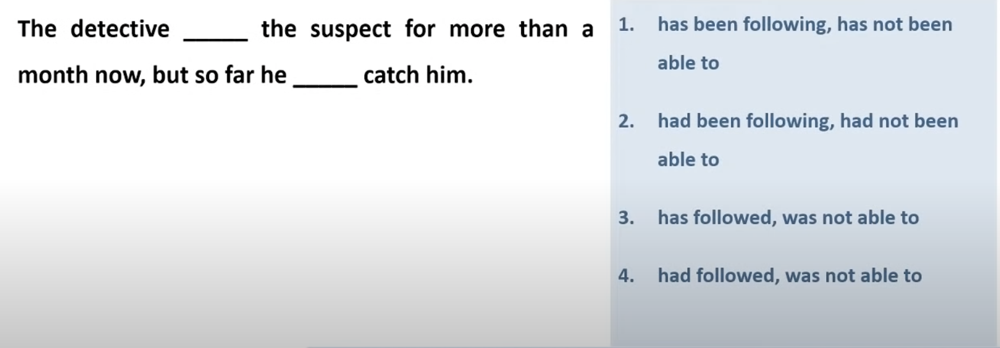 The detective _____ the suspect for more than a
month now, but so far he _____ catch him.
1. has been following, has not been
able to
2. had been following, had not been
able to
3. has followed, was not able to
4. had followed, was not able to